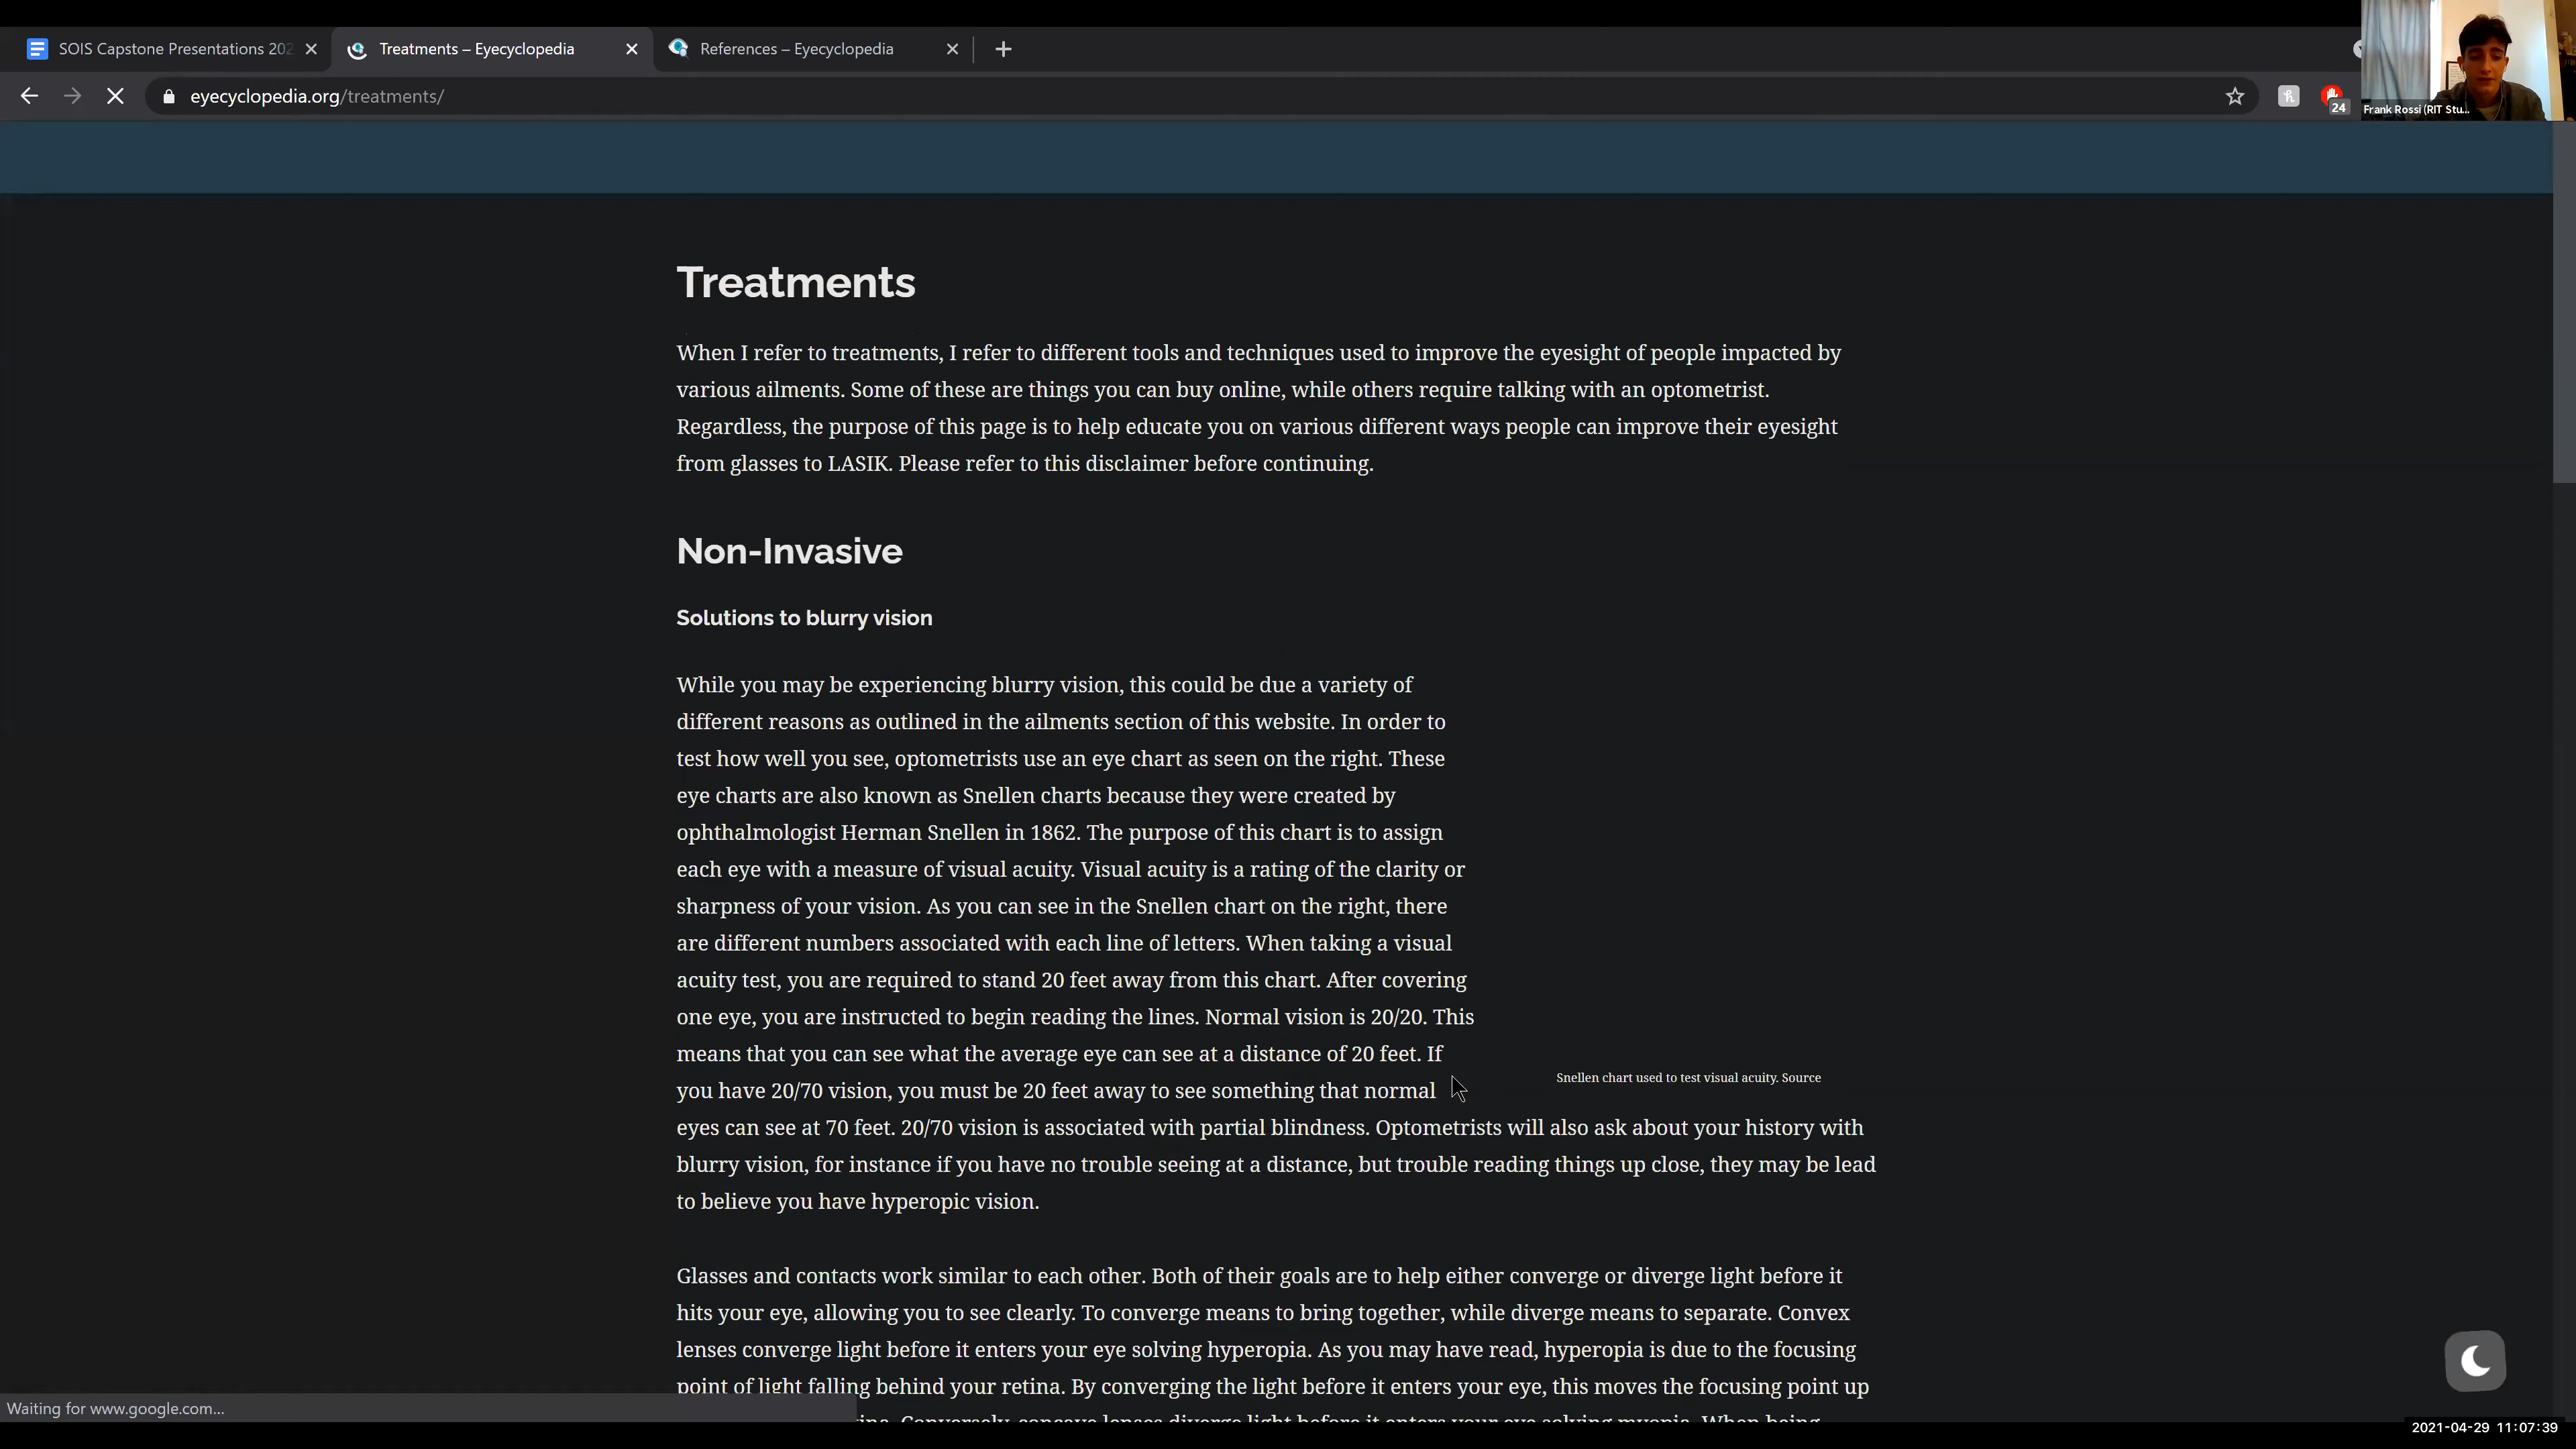 SOIS Capstone Presentations 202
Treatments – Eyecyclopedia
References – Eyecyclopedia
eyecyclopedia.org/treatments/
24
Frank Rossi (RIT Stu...
Treatments
When I refer to treatments, I refer to different tools and techniques used to improve the eyesight of people impacted by
various ailments. Some of these are things you can buy online, while others require talking with an optometrist.
Regardless, the purpose of this page is to help educate you on various different ways people can improve their eyesight
from glasses to LASIK. Please refer to this disclaimer before continuing.
Non-Invasive
Solutions to blurry vision
While you may be experiencing blurry vision, this could be due a variety of
different reasons as outlined in the ailments section of this website. In order to
test how well you see, optometrists use an eye chart as seen on the right. These
eye charts are also known as Snellen charts because they were created by
ophthalmologist Herman Snellen in 1862. The purpose of this chart is to assign
each eye with a measure of visual acuity. Visual acuity is a rating of the clarity or
sharpness of your vision. As you can see in the Snellen chart on the right, there
are different numbers associated with each line of letters. When taking a visual
acuity test, you are required to stand 20 feet away from this chart. After covering
one eye, you are instructed to begin reading the lines. Normal vision is 20/20. This
means that you can see what the average eye can see at a distance of 20 feet. If
you have 20/70 vision, you must be 20 feet away to see something that normal
Snellen chart used to test visual acuity. Source
eyes can see at 70 feet. 20/70 vision is associated with partial blindness. Optometrists will also ask about your history with
blurry vision, for instance if you have no trouble seeing at a distance, but trouble reading things up close, they may be lead
to believe you have hyperopic vision.
Glasses and contacts work similar to each other. Both of their goals are to help either converge or diverge light before it
hits your eye, allowing you to see clearly. To converge means to bring together, while diverge means to separate. Convex
lenses converge light before it enters your eye solving hyperopia. As you may have read, hyperopia is due to the focusing
point of light falling behind your retina. By converging the light before it enters your eye, this moves the focusing point up
Conversely, concave lenses diverge light before it enters your eye solving myopia. When being
Waiting for www.google.com...
2021-04-29 11:07:39